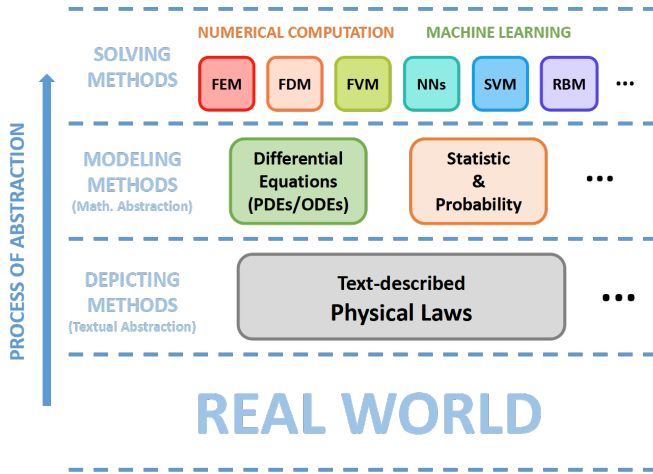 NUMERICAL COMPUTATION
MACHINE LEARNING
SOLVING
METHODS
FEM
FDM
FVM
NNs
SVM
RBM
...
MODELING
METHODS
(Math. Abstraction)
Differential
Equations
(PDEs/ODEs)
Statistic
&
Probability
...
DEPICTING
METHODS
(Textual Abstraction)
Text-described
Physical Laws
...
REAL WORLD
PROCESS OF ABSTRACTION